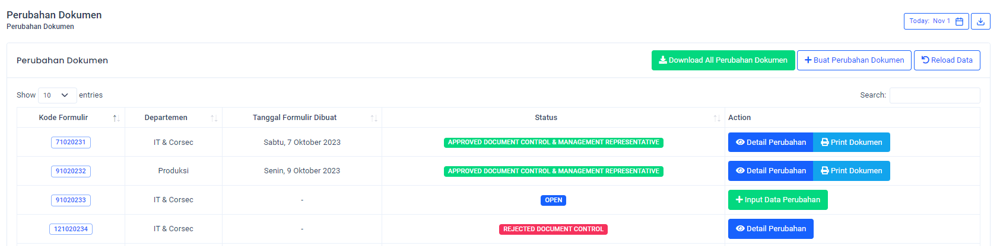 Perubahan Dokumen
Perubahan Dokumen
Today: Nov 1
Perubahan Dokumen
Download All Perubahan Dokumen
Buat Perubahan Dokumen
Reload Data
Show 10 entries
Search:
Kode Formulir Departemen Tanggal Formulir Dibuat Status Action
71020231 IT & Corsec Sabtu, 7 Oktober 2023 APPROVED DOCUMENT CONTROL & MANAGEMENT REPRESENTATIVE Detail Perubahan Print Dokumen
91020232 Produksi Senin, 9 Oktober 2023 APPROVED DOCUMENT CONTROL & MANAGEMENT REPRESENTATIVE Detail Perubahan Print Dokumen
91020233 IT & Corsec - OPEN Input Data Perubahan
121020234 IT & Corsec - REJECTED DOCUMENT CONTROL Detail Perubahan